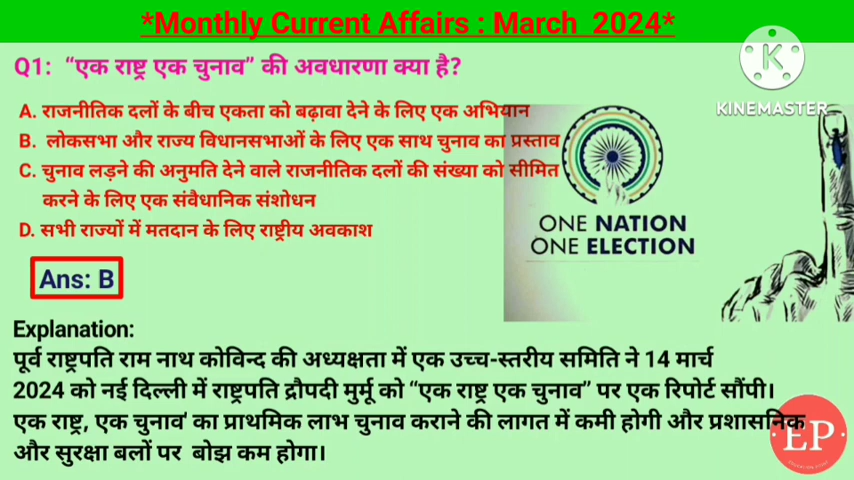 *Monthly Current Affairs : March 2024*
Q1: “एक राष्ट्र एक चुनाव” की अवधारणा क्या है?
KINEMASTER
A. राजनीतिक दलों के बीच एकता को बढ़ावा देने के लिए एक अभियान
B. लोकसभा और राज्य विधानसभाओं के लिए एक साथ चुनाव का प्रस्ताव
C. चुनाव लड़ने की अनुमति देने वाले राजनीतिक दलों की संख्या को सीमित
करने के लिए एक संवैधानिक संशोधन
D. सभी राज्यों में मतदान के लिए राष्ट्रीय अवकाश
ONE NATION
ONE ELECTION
Ans: B
Explanation:
पूर्व राष्ट्रपति राम नाथ कोविन्द की अध्यक्षता में एक उच्च-स्तरीय समिति ने 14 मार्च
2024 को नई दिल्ली में राष्ट्रपति द्रौपदी मुर्मू को “एक राष्ट्र एक चुनाव” पर एक रिपोर्ट सौंपी।
एक राष्ट्र, एक चुनाव' का प्राथमिक लाभ चुनाव कराने की लागत में कमी होगी और प्रशासनिक
और सुरक्षा बलों पर बोझ कम होगा।
EP